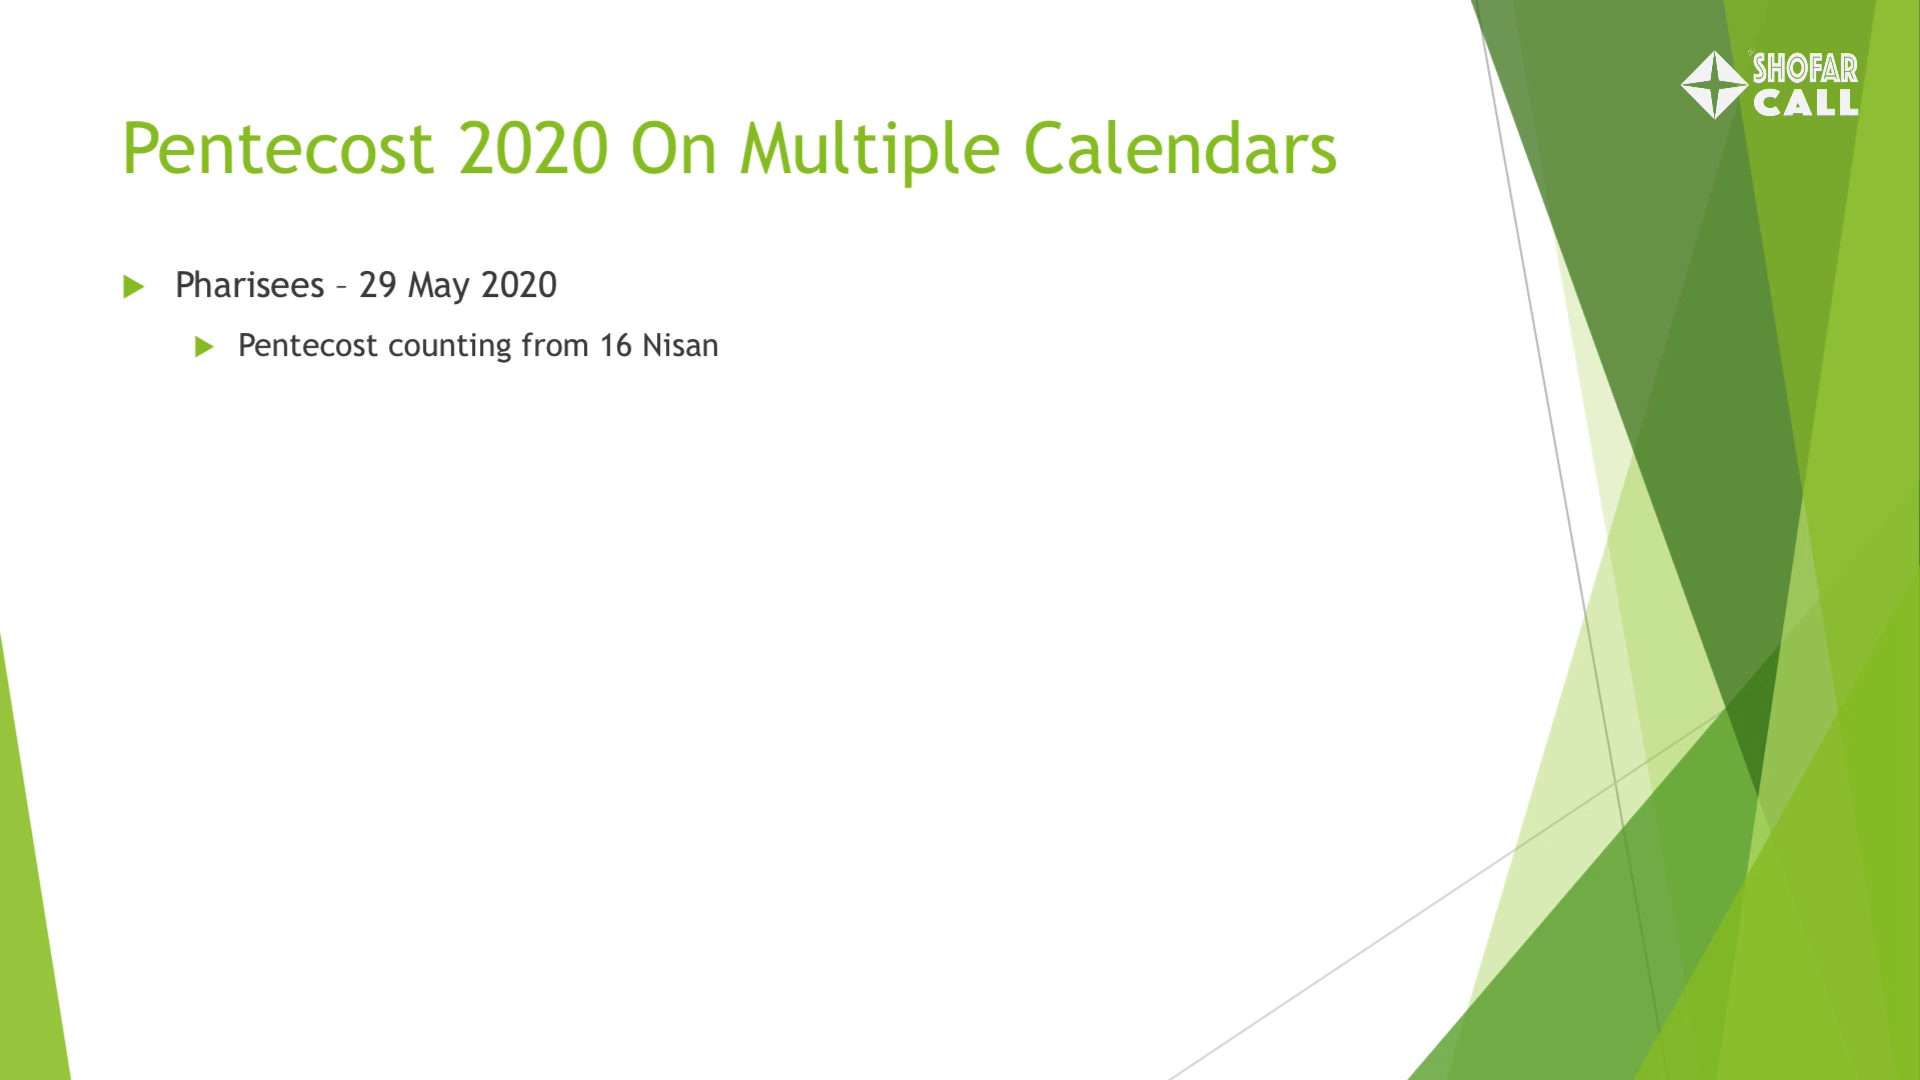 SHOFAR
CALL
Pentecost 2020 On Multiple Calendars
Pharisees – 29 May 2020
Pentecost counting from 16 Nisan